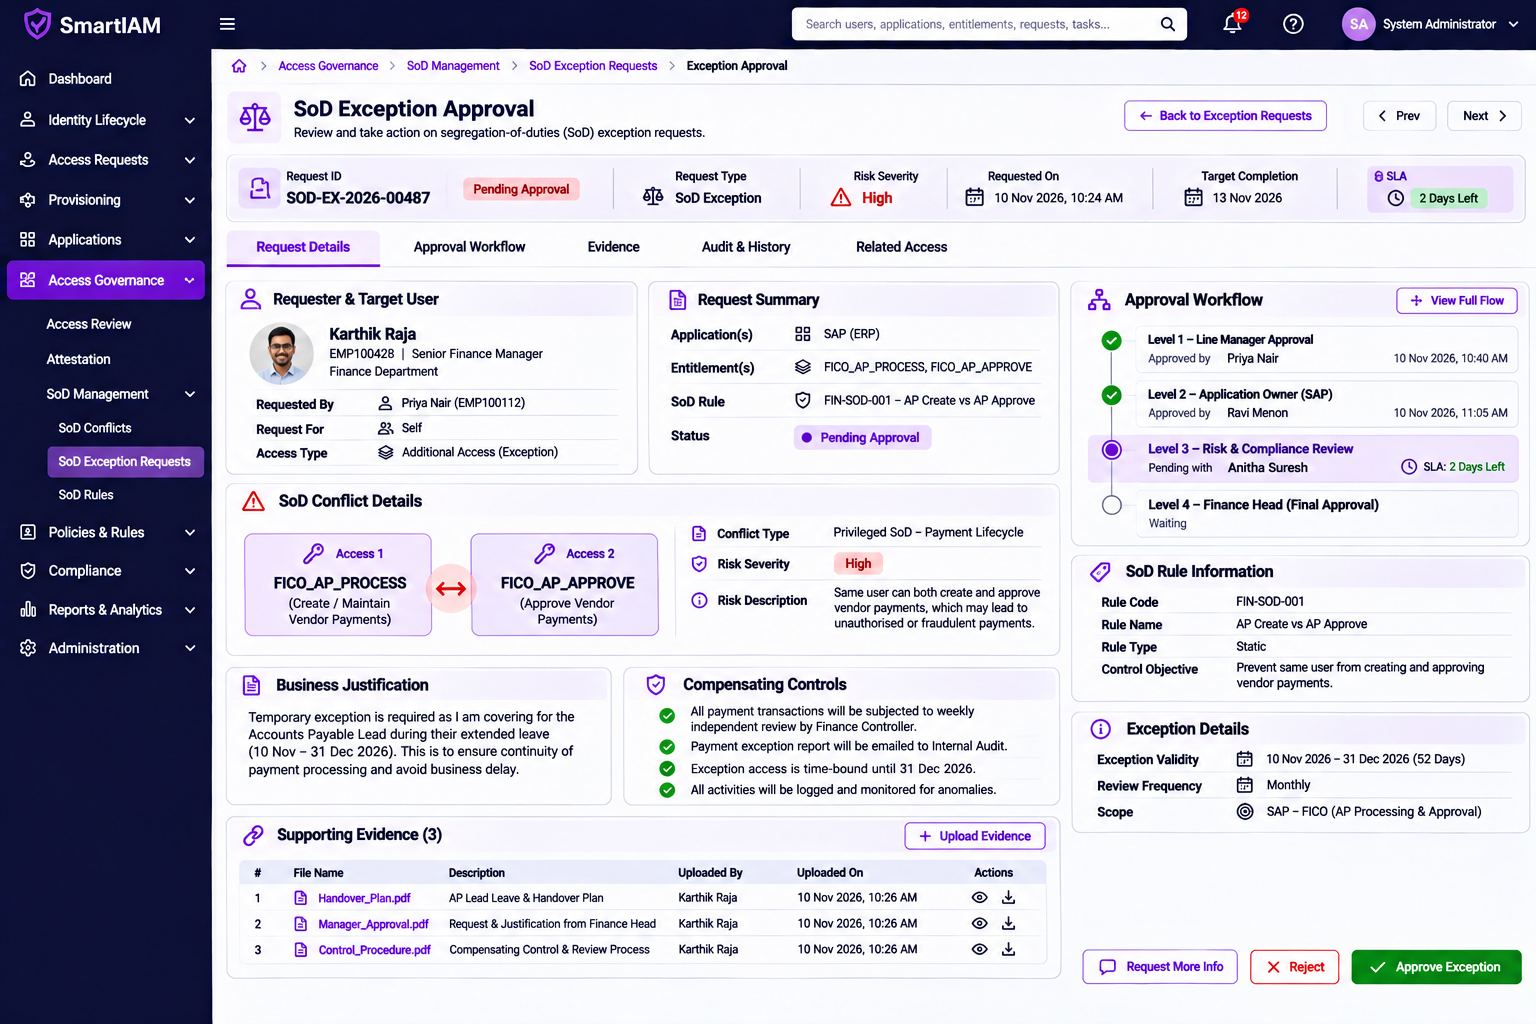 SmartIAM
Search users, applications, entitlements, requests, tasks...
12
SA
System Administrator
Dashboard
Identity Lifecycle
Access Requests
Provisioning
Applications
Access Governance
Access Review
Attestation
SoD Management
SoD Conflicts
SoD Exception Requests
SoD Rules
Policies & Rules
Compliance
Reports & Analytics
Administration
Access Governance > SoD Management > SoD Exception Requests > Exception Approval
SoD Exception Approval
Review and take action on segregation-of-duties (SoD) exception requests.
← Back to Exception Requests
Prev
Next
Request ID
SOD-EX-2026-00487
Pending Approval
Request Type
SoD Exception
Risk Severity
High
Requested On
10 Nov 2026, 10:24 AM
Target Completion
13 Nov 2026
SLA
2 Days Left
Request Details
Approval Workflow
Evidence
Audit & History
Related Access
Requester & Target User
Karthik Raja
EMP100428 | Senior Finance Manager
Finance Department
Requested By Priya Nair (EMP100112)
Request For Self
Access Type Additional Access (Exception)
Request Summary
Application(s) SAP (ERP)
Entitlement(s) FICO_AP_PROCESS, FICO_AP_APPROVE
SoD Rule FIN-SOD-001 – AP Create vs AP Approve
Status Pending Approval
Approval Workflow
View Full Flow
Level 1 – Line Manager Approval
Approved by Priya Nair 10 Nov 2026, 10:40 AM
Level 2 – Application Owner (SAP)
Approved by Ravi Menon 10 Nov 2026, 11:05 AM
Level 3 – Risk & Compliance Review
Pending with Anitha Suresh SLA: 2 Days Left
Level 4 – Finance Head (Final Approval)
Waiting
SoD Conflict Details
Access 1
FICO_AP_PROCESS
(Create / Maintain
Vendor Payments)
Access 2
FICO_AP_APPROVE
(Approve Vendor
Payments)
Conflict Type Privileged SoD – Payment Lifecycle
Risk Severity High
Risk Description Same user can both create and approve
vendor payments, which may lead to
unauthorised or fraudulent payments.
SoD Rule Information
Rule Code FIN-SOD-001
Rule Name AP Create vs AP Approve
Rule Type Static
Control Objective Prevent same user from creating and approving
vendor payments.
Business Justification
Temporary exception is required as I am covering for the
Accounts Payable Lead during their extended leave
(10 Nov – 31 Dec 2026). This is to ensure continuity of
payment processing and avoid business delay.
Compensating Controls
All payment transactions will be subjected to weekly
independent review by Finance Controller.
Payment exception report will be emailed to Internal Audit.
Exception access is time-bound until 31 Dec 2026.
All activities will be logged and monitored for anomalies.
Exception Details
Exception Validity 10 Nov 2026 – 31 Dec 2026 (52 Days)
Review Frequency Monthly
Scope SAP – FICO (AP Processing & Approval)
Supporting Evidence (3)
+ Upload Evidence
# File Name Description Uploaded By Uploaded On Actions
1 Handover_Plan.pdf AP Lead Leave & Handover Plan Karthik Raja 10 Nov 2026, 10:26 AM
2 Manager_Approval.pdf Request & Justification from Finance Head Karthik Raja 10 Nov 2026, 10:26 AM
3 Control_Procedure.pdf Compensating Control & Review Process Karthik Raja 10 Nov 2026, 10:26 AM
Request More Info
Reject
Approve Exception